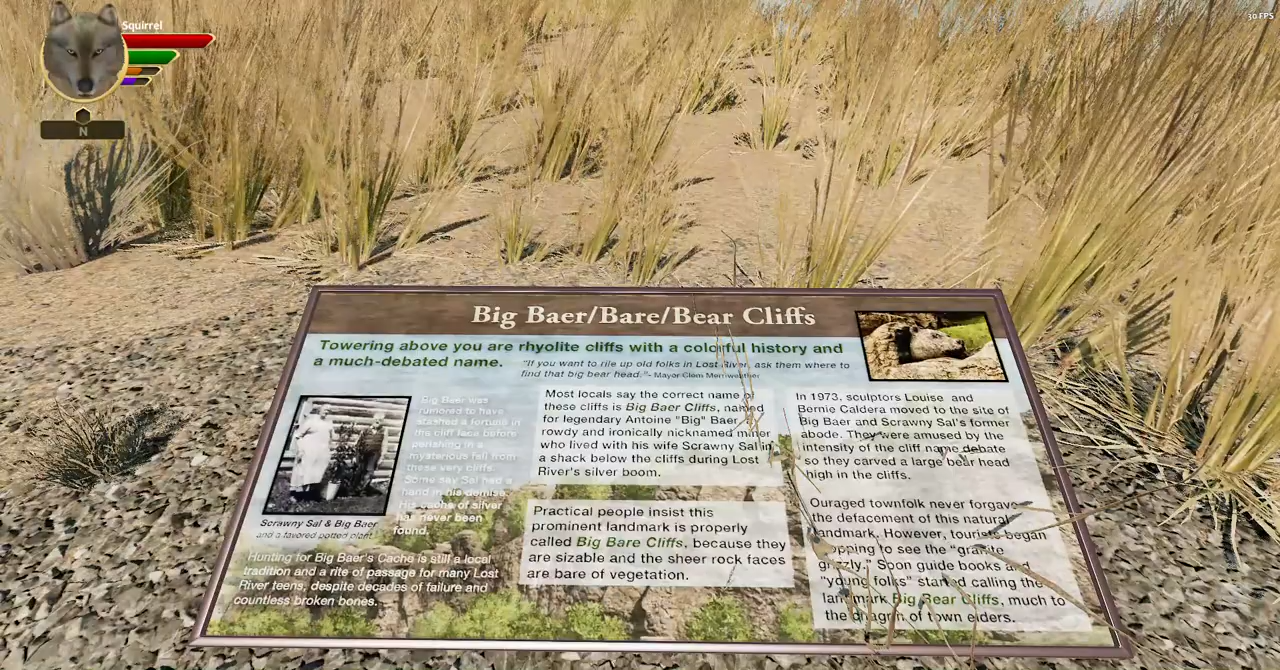 Squirrel
30 FPS
N
Big Baer/Bare/Bear Cliffs
Towering above you are rhyolite cliffs with a colorful history and
a much-debated name.
"If you want to rile up old folks in Lost River, ask them where to
find that big bear head."- Mayor Clem Merriweather
Big Baer was
rumored to have
stashed a fortune in
the cliff face before
perishing in a
mysterious fall from
these very cliffs.
Some say Sal had a
hand in his demise.
His cache of silver
has never been
found.
Scrawny Sal & Big Baer
and a favored potted plant
Hunting for Big Baer's Cache is still a local
tradition and a rite of passage for many Lost
River teens, despite decades of failure and
countless broken bones.
Most locals say the correct name of
these cliffs is Big Baer Cliffs, named
for legendary Antoine "Big" Baer,
rowdy and ironically nicknamed miner
who lived with his wife Scrawny Sal in
a shack below the cliffs during Lost
River's silver boom.
Practical people insist this
prominent landmark is properly
called Big Bare Cliffs, because they
are sizable and the sheer rock faces
are bare of vegetation.
In 1973, sculptors Louise and
Bernie Caldera moved to the site of
Big Baer and Scrawny Sal's former
abode. They were amused by the
intensity of the cliff name debate
so they carved a large bear head
high in the cliffs.
Ouraged townfolk never forgave
the defacement of this natural
landmark. However, tourists began
stopping to see the "granite
grizzly." Soon guide books and
"young folks" started calling the
landmark Big Bear Cliffs, much to
the chagrin of town elders.